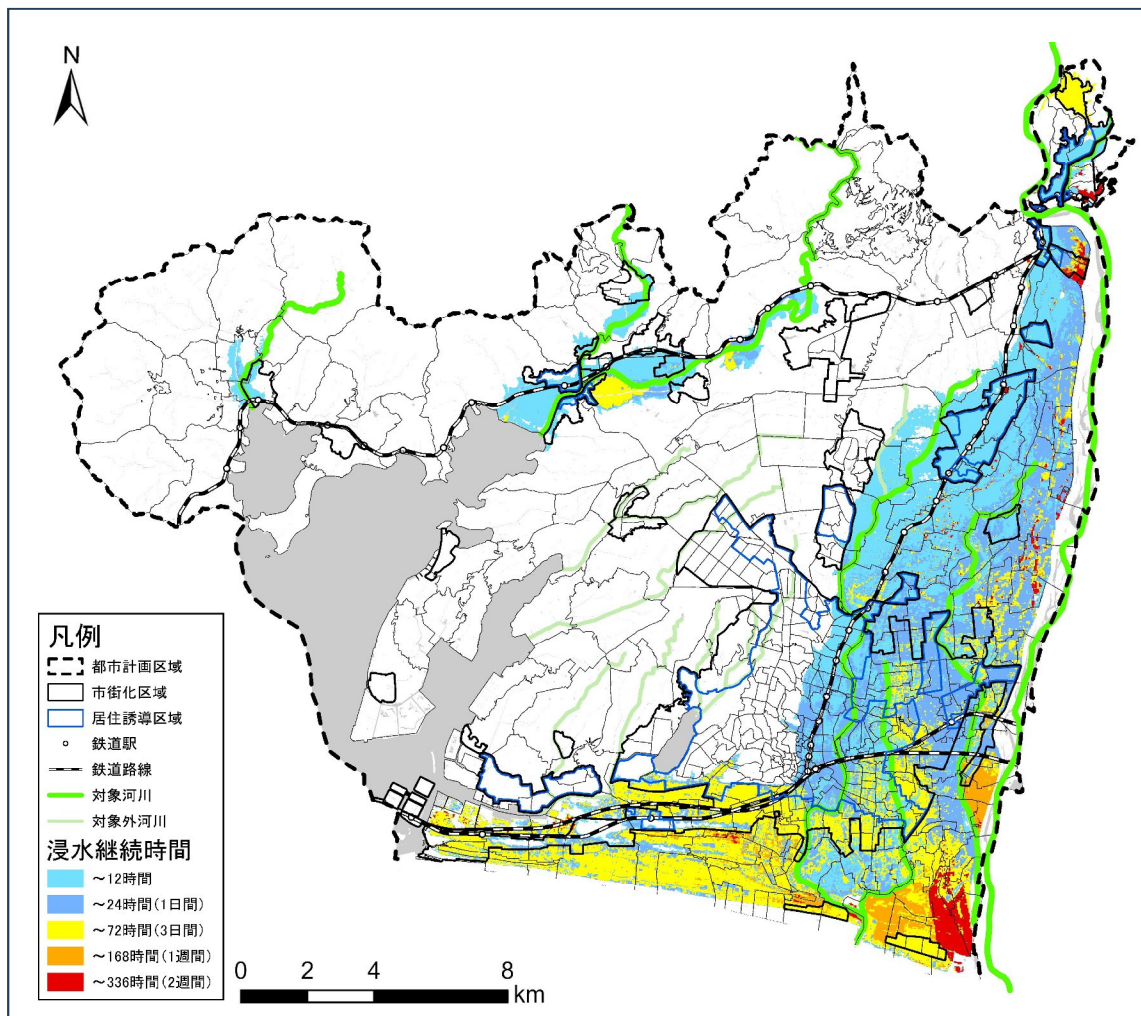 N
凡例
都市計画区域
市街化区域
居住誘導区域
鉄道駅
鉄道路線
対象河川
対象外河川
浸水継続時間
～12時間
～24時間(1日間)
～72時間(3日間)
～168時間(1週間)
～336時間(2週間)
0 2 4 8
km